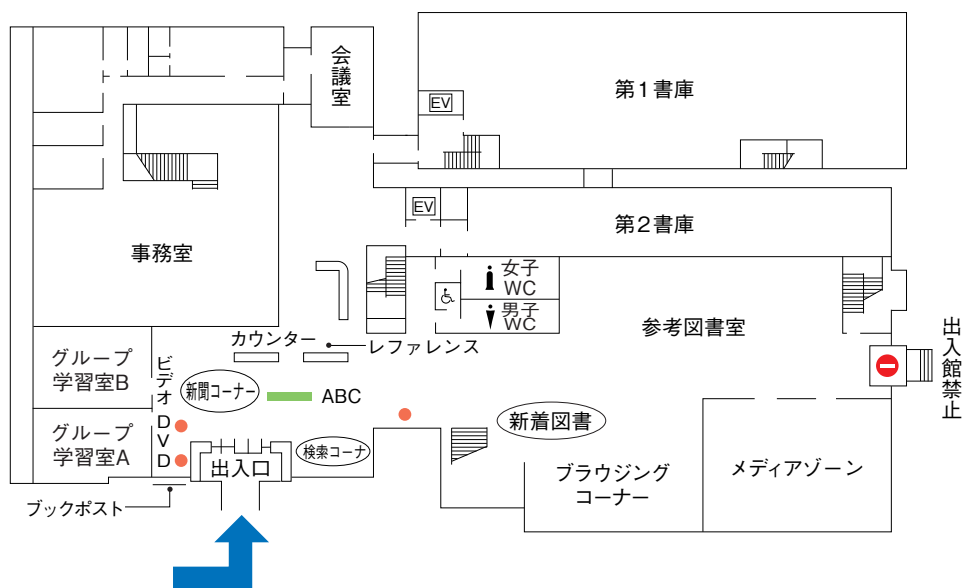 会議室
EV
第1書庫
EV
第2書庫
事務室
女子
WC
男子
WC
参考図書室
カウンター
レファレンス
出入館禁止
グループ
学習室B
ビデオ
DVD
新聞コーナー
ABC
新着図書
グループ
学習室A
出入口
検索コーナ
ブラウジング
コーナー
メディアゾーン
ブックポスト